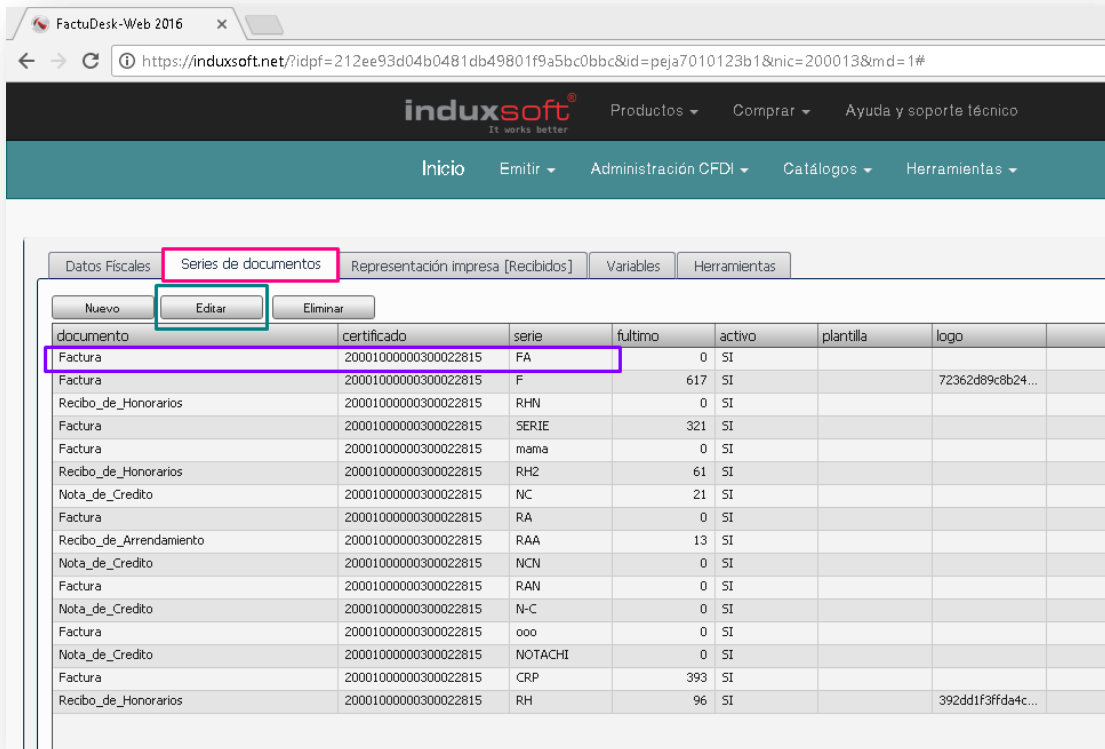 FactuDesk-Web 2016
https://induxsoft.net/?idpf=212ee93d04b0481db49801f9a5bc0bbc&id=peja7010123b1&nic=200013&md=1#
induxsoft® Productos Comprar Ayuda y soporte técnico
It works better
Inicio Emitir Administración CFDI Catálogos Herramientas
Datos Físcales Series de documentos Representación impresa [Recibidos] Variables Herramientas
Nuevo Editar Eliminar
documento certificado serie fultimo activo plantilla logo
Factura 20001000000300022815 FA 0 SI
Factura 20001000000300022815 F 617 SI 72362d89c8b24...
Recibo_de_Honorarios 20001000000300022815 RHN 0 SI
Factura 20001000000300022815 SERIE 321 SI
Factura 20001000000300022815 mama 0 SI
Recibo_de_Honorarios 20001000000300022815 RH2 61 SI
Nota_de_Credito 20001000000300022815 NC 21 SI
Factura 20001000000300022815 RA 0 SI
Recibo_de_Arrendamiento 20001000000300022815 RAA 13 SI
Nota_de_Credito 20001000000300022815 NCN 0 SI
Factura 20001000000300022815 RAN 0 SI
Nota_de_Credito 20001000000300022815 N-C 0 SI
Factura 20001000000300022815 ooo 0 SI
Nota_de_Credito 20001000000300022815 NOTACHI 0 SI
Factura 20001000000300022815 CRP 393 SI
Recibo_de_Honorarios 20001000000300022815 RH 96 SI 392dd1f3ffda4c...